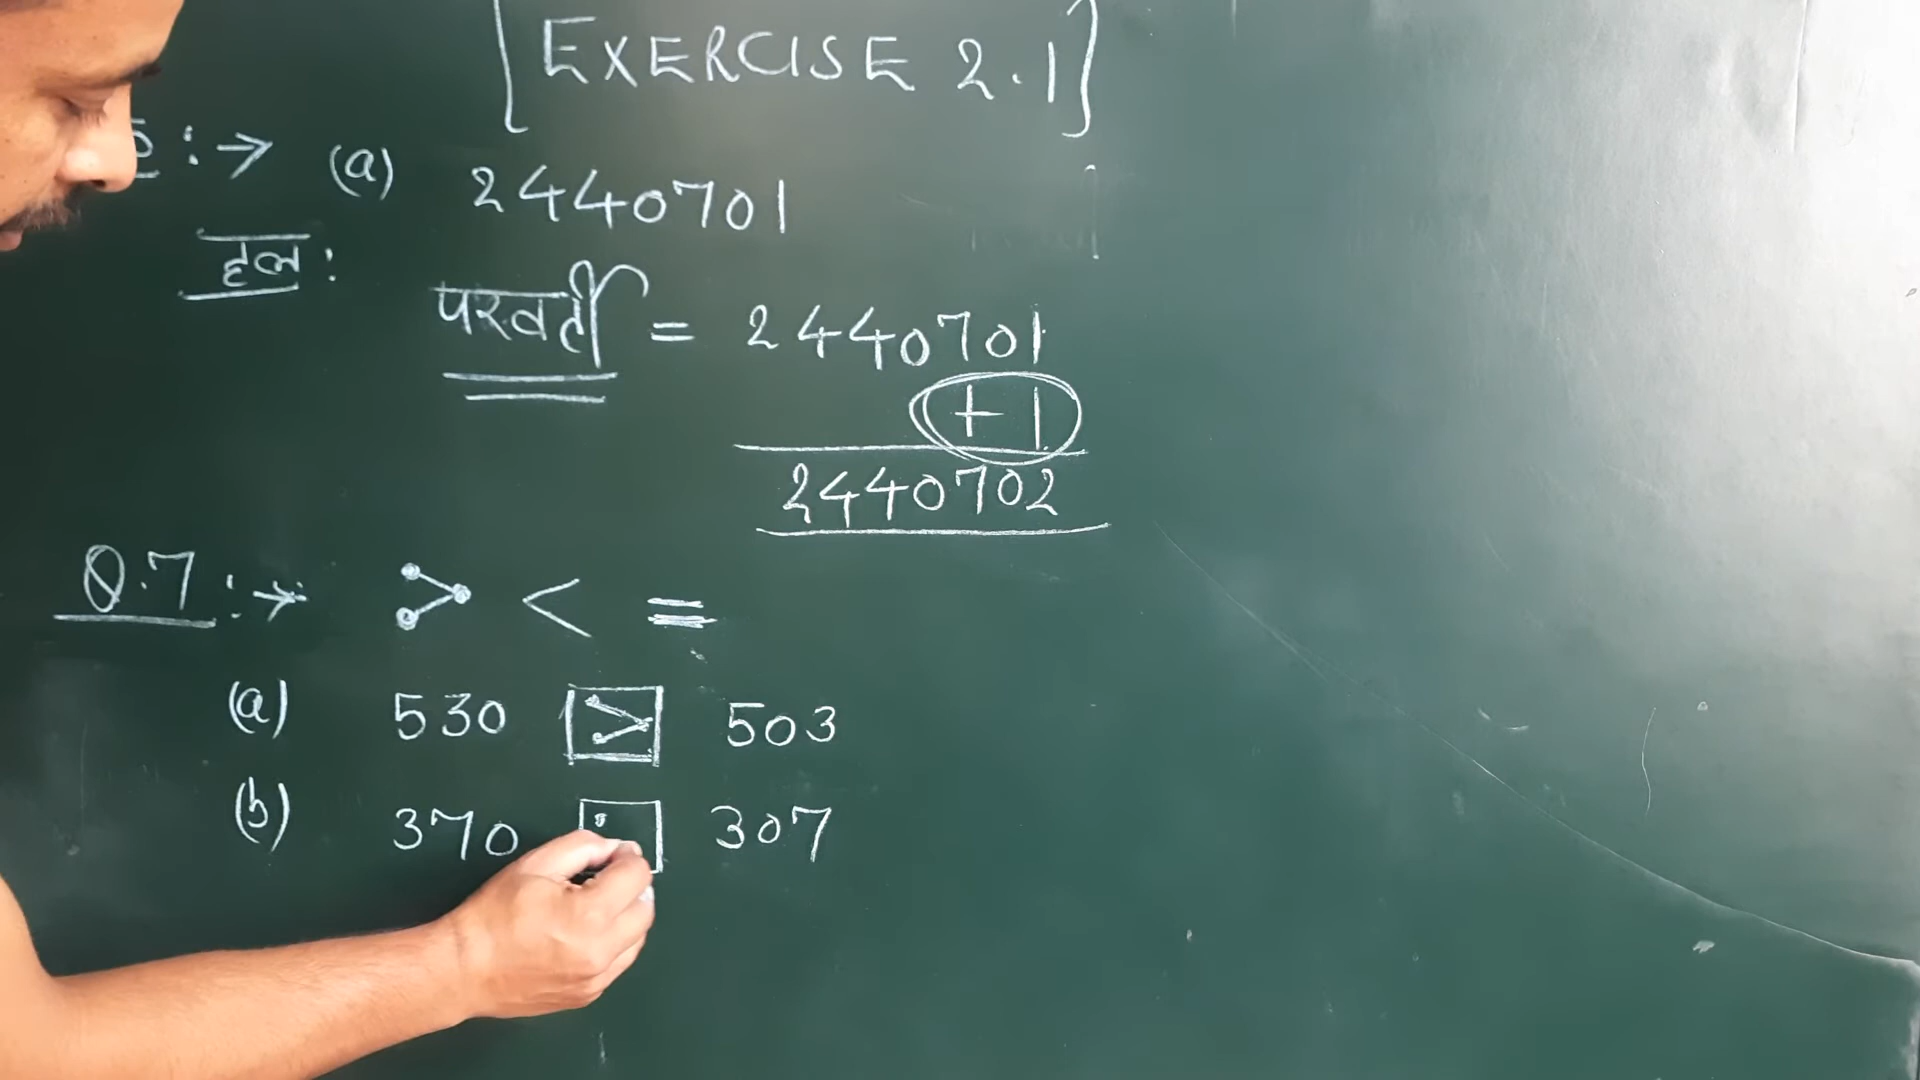 [EXERCISE 2.1]
:→ (a) 2440701
हल :
परवर्ती = 2440701
+1
2440702
Q.7 :→ > < =
(a) 530 > 503
(b) 370 307